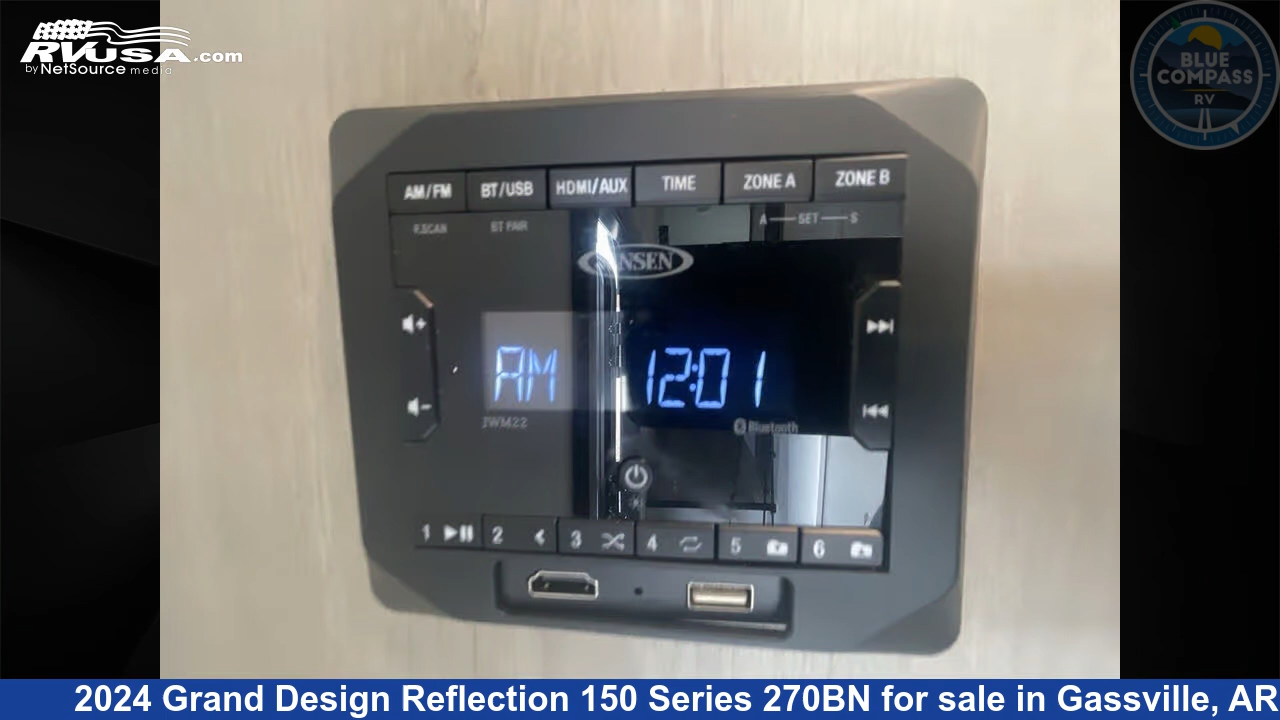 RVUSA.com
by NetSource media
BLUE
COMPASS
RV
AM/FM BT/USB HDMI/AUX TIME ZONE A ZONE B
BT PAIR A SET
AM 12:01
JWM22
Bluetooth
1 2 3 4 5 6
2024 Grand Design Reflection 150 Series 270BN for sale in Gassville, AR